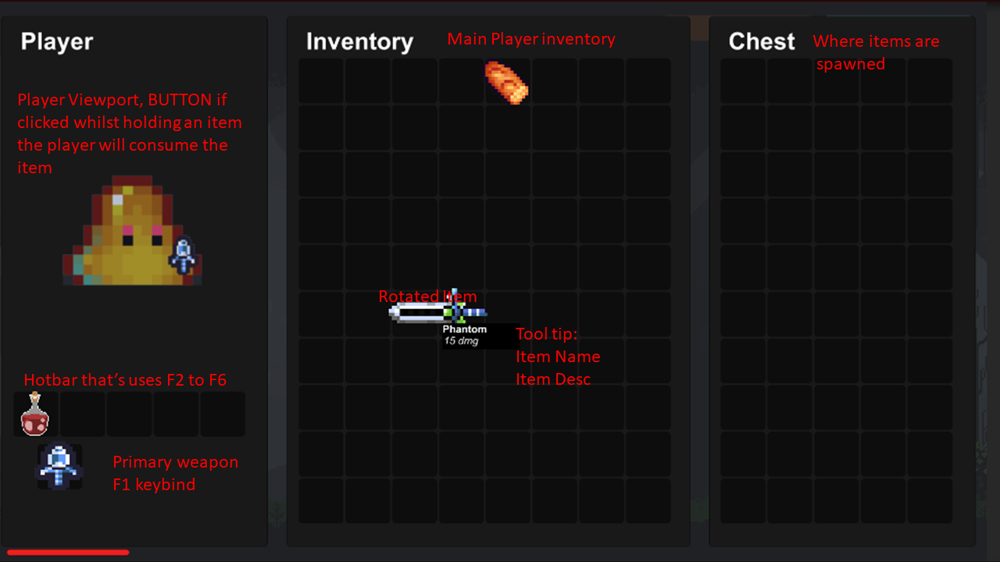 Player
Player Viewport, BUTTON if
clicked whilst holding an item
the player will consume the
item
Hotbar that's uses F2 to F6
Primary weapon
F1 keybind
Inventory
Main Player inventory
Rotated Item
Phantom
15 dmg
Tool tip:
Item Name
Item Desc
Chest
Where items are
spawned